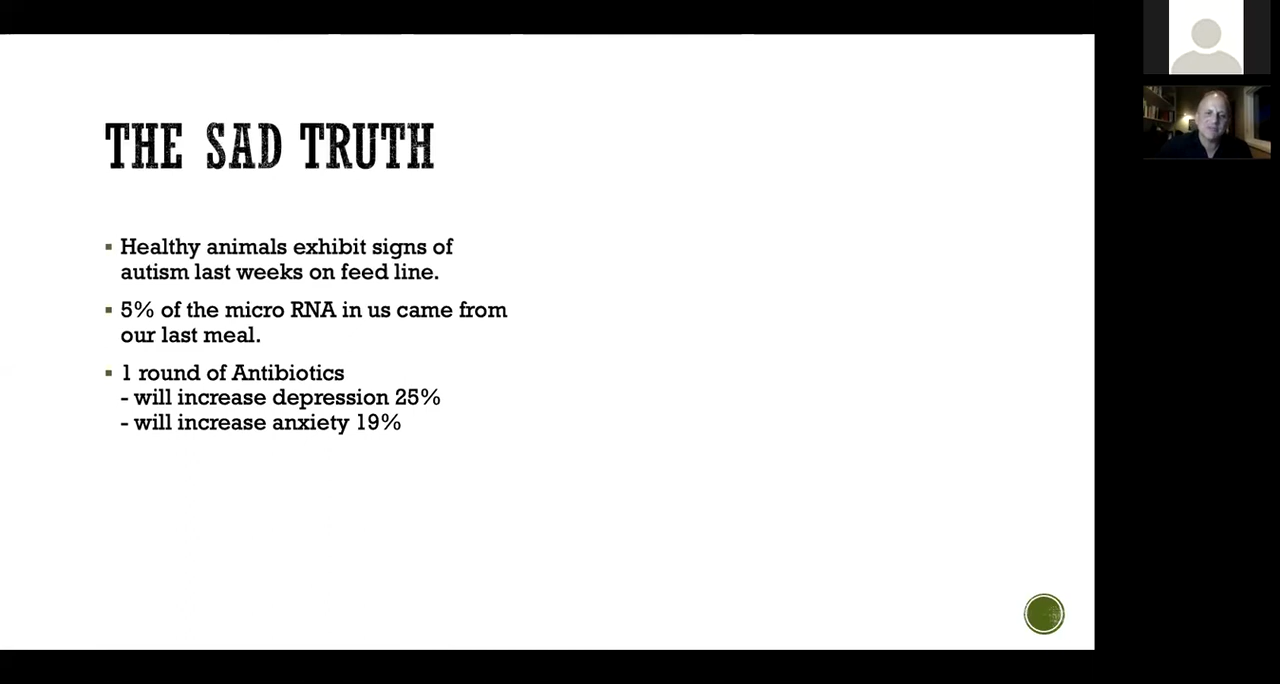 THE SAD TRUTH
▪ Healthy animals exhibit signs of
autism last weeks on feed line.
▪ 5% of the micro RNA in us came from
our last meal.
▪ 1 round of Antibiotics
- will increase depression 25%
- will increase anxiety 19%